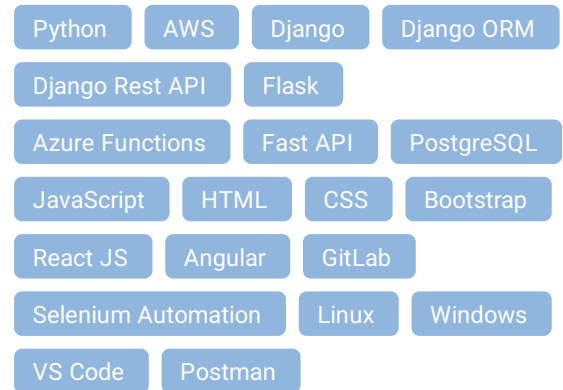 Python AWS Django Django ORM
Django Rest API Flask
Azure Functions Fast API PostgreSQL
JavaScript HTML CSS Bootstrap
React JS Angular GitLab
Selenium Automation Linux Windows
VS Code Postman